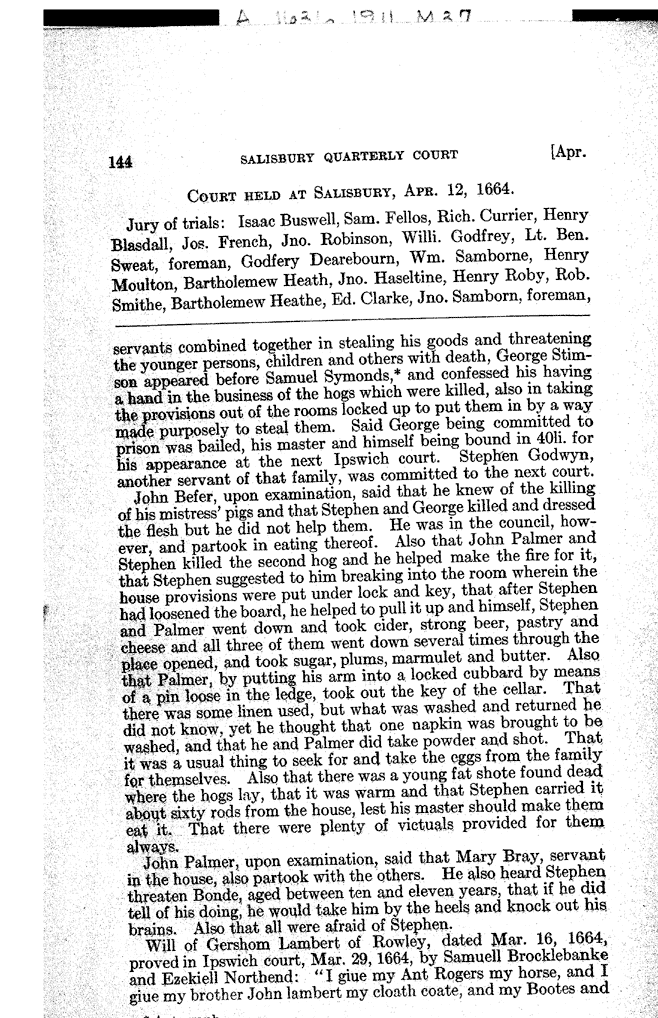 A 11031 1911 M27
144 SALISBURY QUARTERLY COURT [Apr.
COURT HELD AT SALISBURY, APR. 12, 1664.
Jury of trials: Isaac Buswell, Sam. Fellos, Rich. Currier, Henry
Blasdall, Jos. French, Jno. Robinson, Willi. Godfrey, Lt. Ben.
Sweat, foreman, Godfery Dearebourn, Wm. Samborne, Henry
Moulton, Bartholemew Heath, Jno. Haseltine, Henry Roby, Rob.
Smithe, Bartholemew Heathe, Ed. Clarke, Jno. Samborn, foreman,
servants combined together in stealing his goods and threatening
the younger persons, children and others with death, George Stim-
son appeared before Samuel Symonds,* and confessed his having
a hand in the business of the hogs which were killed, also in taking
the provisions out of the rooms locked up to put them in by a way
made purposely to steal them. Said George being committed to
prison was bailed, his master and himself being bound in 40li. for
his appearance at the next Ipswich court. Stephen Godwyn,
another servant of that family, was committed to the next court.
John Befer, upon examination, said that he knew of the killing
of his mistress' pigs and that Stephen and George killed and dressed
the flesh but he did not help them. He was in the council, how-
ever, and partook in eating thereof. Also that John Palmer and
Stephen killed the second hog and he helped make the fire for it,
that Stephen suggested to him breaking into the room wherein the
house provisions were put under lock and key, that after Stephen
had loosened the board, he helped to pull it up and himself, Stephen
and Palmer went down and took cider, strong beer, pastry and
cheese and all three of them went down several times through the
place opened, and took sugar, plums, marmulet and butter. Also
that Palmer, by putting his arm into a locked cubbard by means
of a pin loose in the ledge, took out the key of the cellar. That
there was some linen used, but what was washed and returned he
did not know, yet he thought that one napkin was brought to be
washed, and that he and Palmer did take powder and shot. That
it was a usual thing to seek for and take the eggs from the family
for themselves. Also that there was a young fat shote found dead
where the hogs lay, that it was warm and that Stephen carried it
about sixty rods from the house, lest his master should make them
eat it. That there were plenty of victuals provided for them
always.
John Palmer, upon examination, said that Mary Bray, servant
in the house, also partook with the others. He also heard Stephen
threaten Bonde, aged between ten and eleven years, that if he did
tell of his doing, he would take him by the heels and knock out his
brains. Also that all were afraid of Stephen.
Will of Gershom Lambert of Rowley, dated Mar. 16, 1664,
proved in Ipswich court, Mar. 29, 1664, by Samuell Brocklebanke
and Ezekiell Northend: "I giue my Ant Rogers my horse, and I
giue my brother John lambert my cloath coate, and my Bootes and